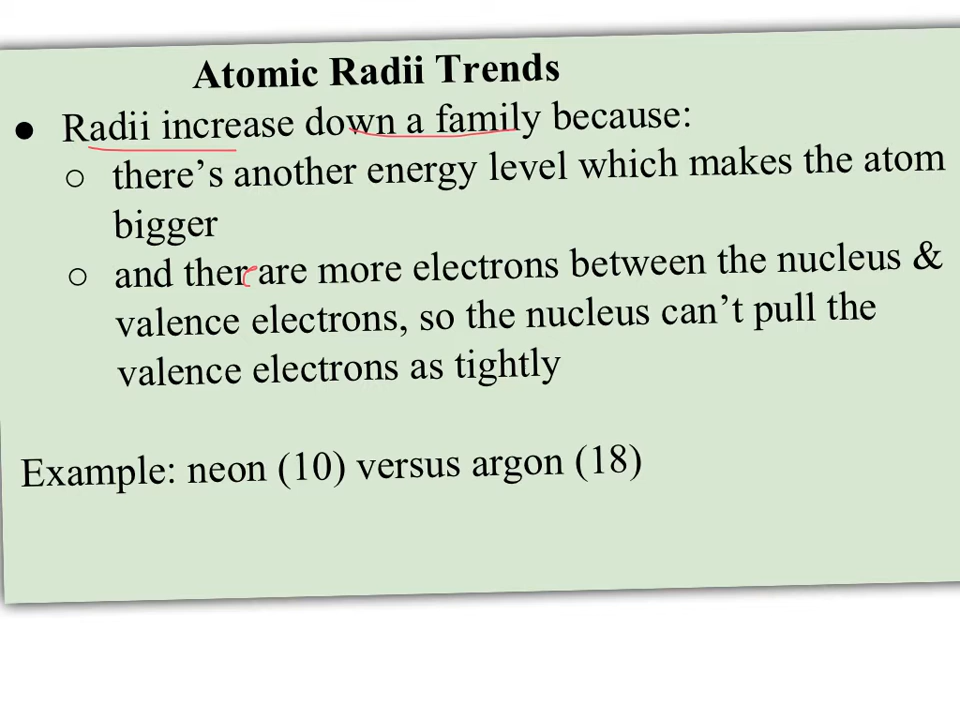 Atomic Radii Trends
● Radii increase down a family because:
○ there's another energy level which makes the atom
bigger
○ and there are more electrons between the nucleus &
valence electrons, so the nucleus can't pull the
valence electrons as tightly
Example: neon (10) versus argon (18)